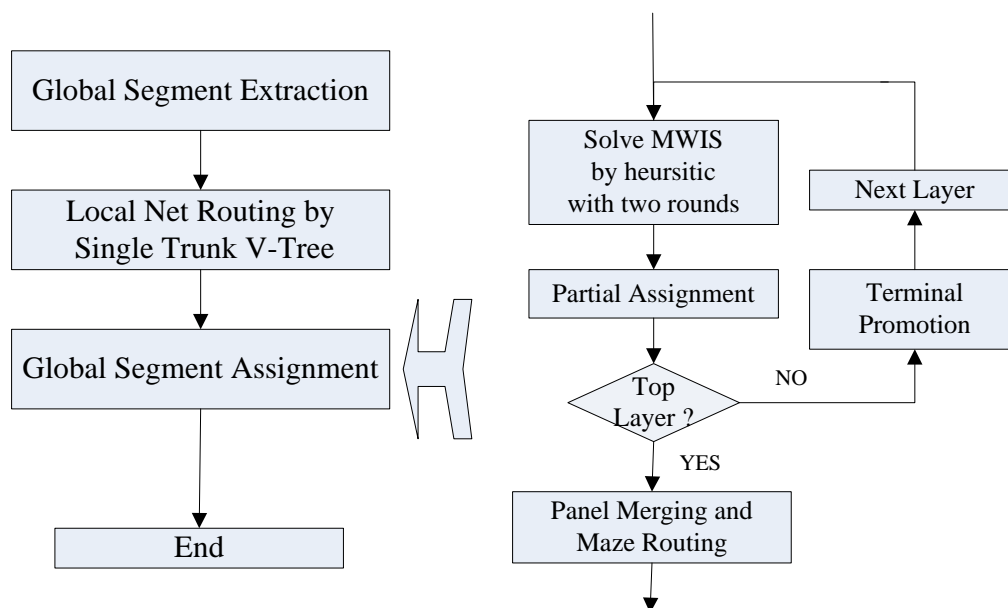 Global Segment Extraction
Local Net Routing by
Single Trunk V-Tree
Global Segment Assignment
End
Solve MWIS
by heursitic
with two rounds
Partial Assignment
Top
Layer ?
NO
YES
Next Layer
Terminal
Promotion
Panel Merging and
Maze Routing